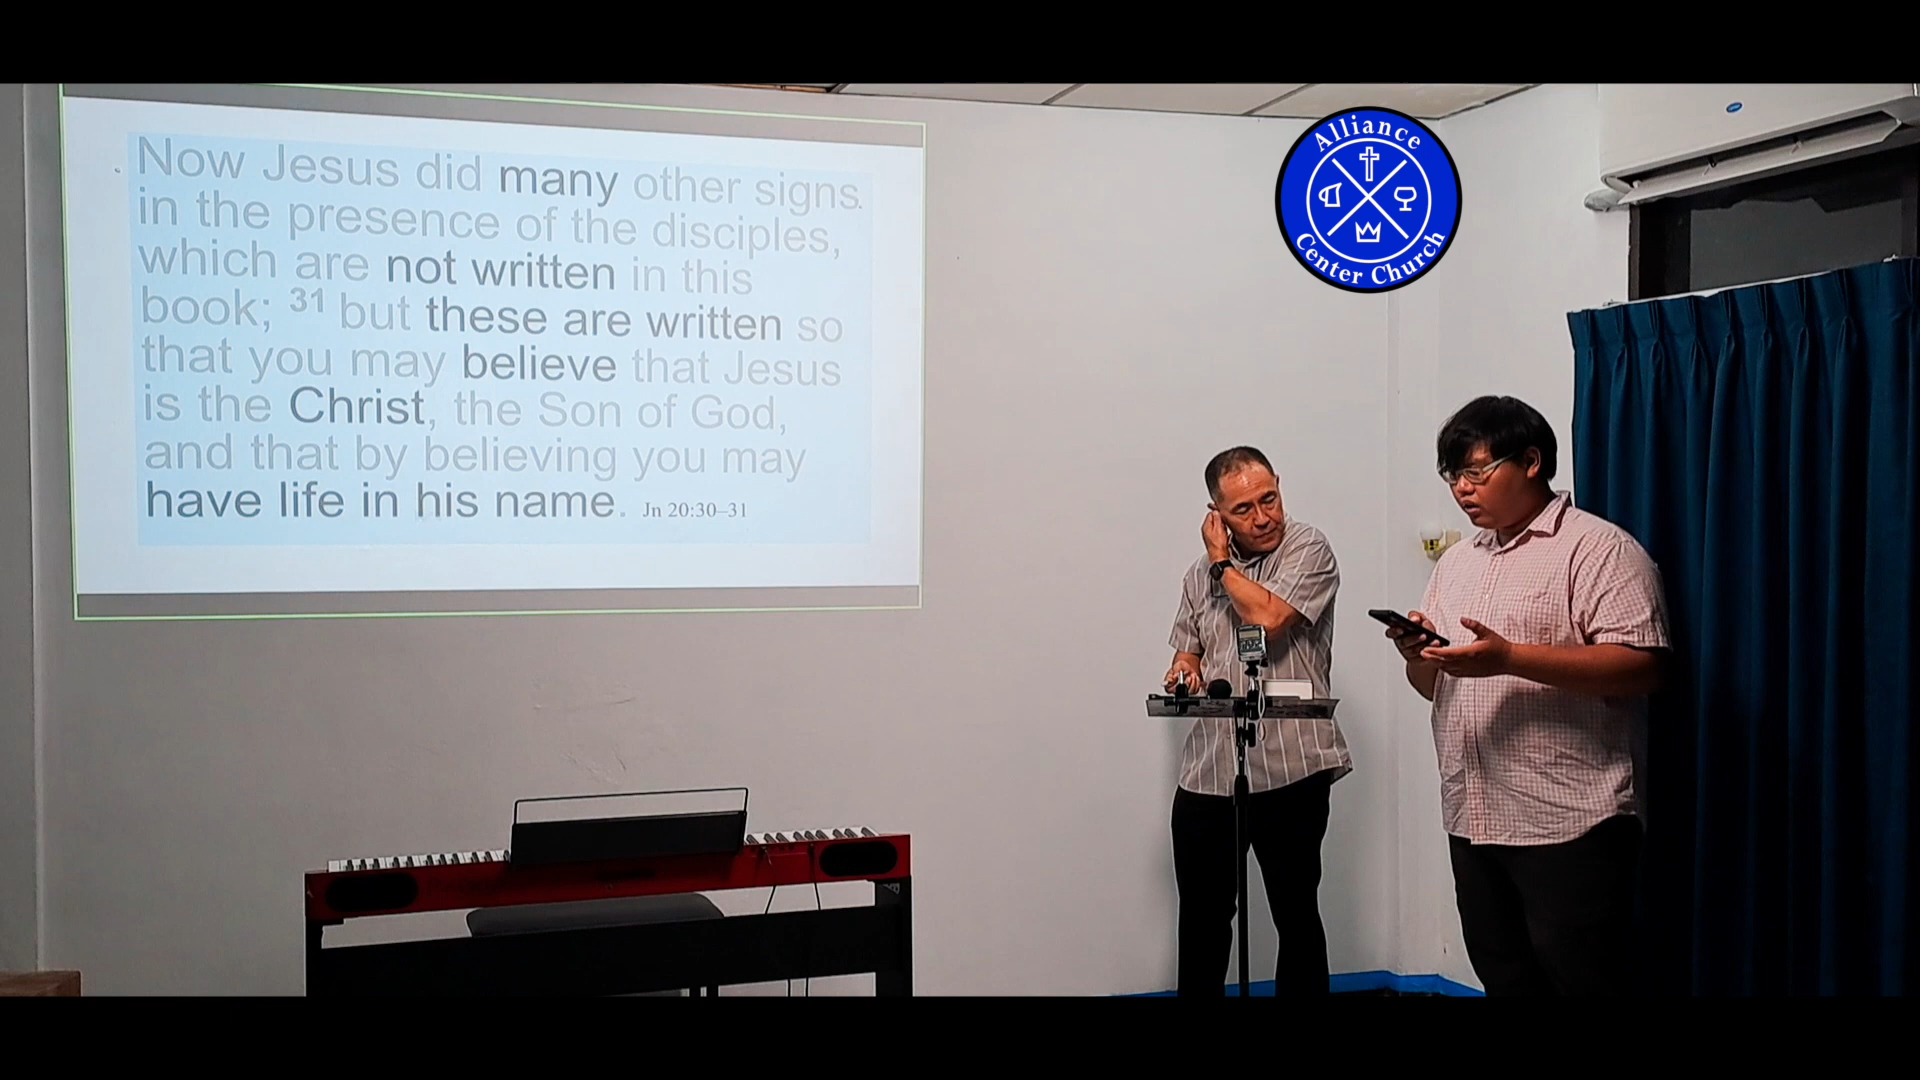 Now Jesus did many other signs
in the presence of the disciples,
which are not written in this
book; 31 but these are written so
that you may believe that Jesus
is the Christ, the Son of God,
and that by believing you may
have life in his name. Jn 20:30–31
Alliance
Center Church